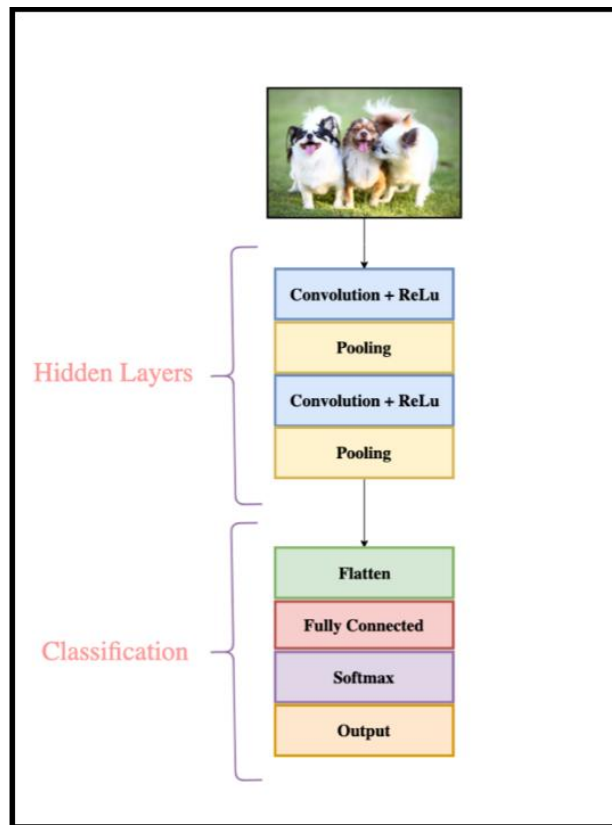 Convolution + ReLu
Pooling
Hidden Layers
Convolution + ReLu
Pooling
Flatten
Fully Connected
Classification
Softmax
Output